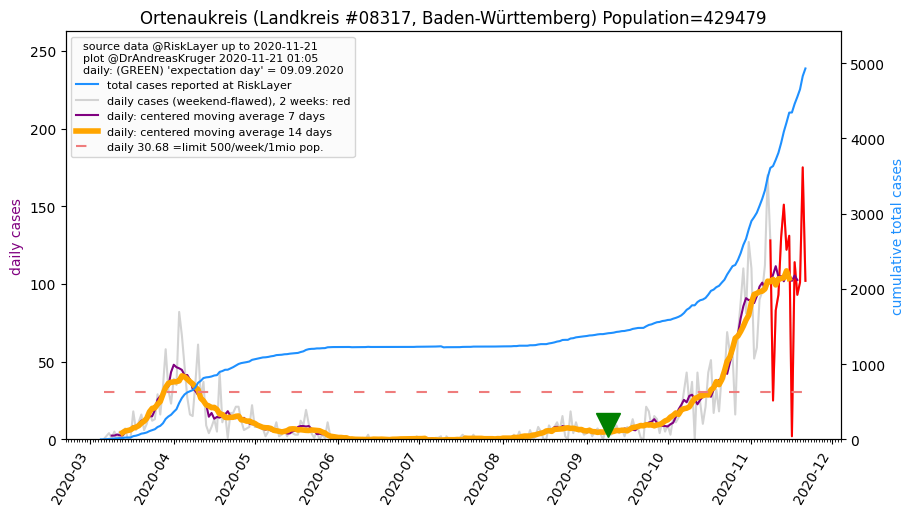 Ortenaukreis (Landkreis #08317, Baden-Württemberg) Population=429479
source data @RiskLayer up to 2020-11-21
plot @DrAndreasKruger 2020-11-21 01:05
daily: (GREEN) 'expectation day' = 09.09.2020
total cases reported at RiskLayer
daily cases (weekend-flawed), 2 weeks: red
daily: centered moving average 7 days
daily: centered moving average 14 days
daily 30.68 =limit 500/week/1mio pop.
daily cases
250
200
150
100
50
0
cumulative total cases
5000
4000
3000
2000
1000
0
2020-03
2020-04
2020-05
2020-06
2020-07
2020-08
2020-09
2020-10
2020-11
2020-12